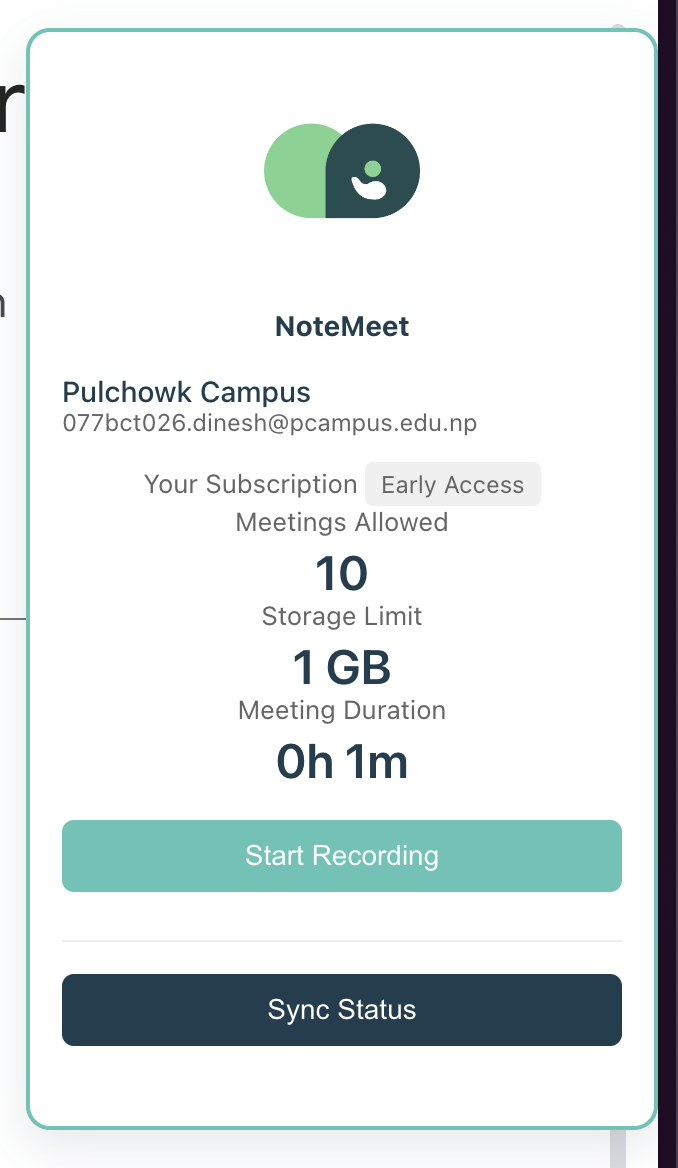 r
n
NoteMeet
Pulchowk Campus
077bct026.dinesh@pcampus.edu.np
Your Subscription Early Access
Meetings Allowed
10
Storage Limit
1 GB
Meeting Duration
0h 1m
Start Recording
Sync Status